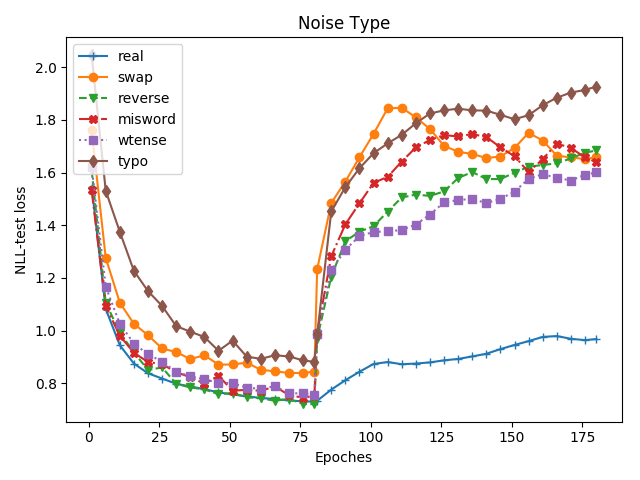 Noise Type
real
swap
reverse
misword
wtense
typo
NLL-test loss
2.0
1.8
1.6
1.4
1.2
1.0
0.8
0 25 50 75 100 125 150 175
Epoches